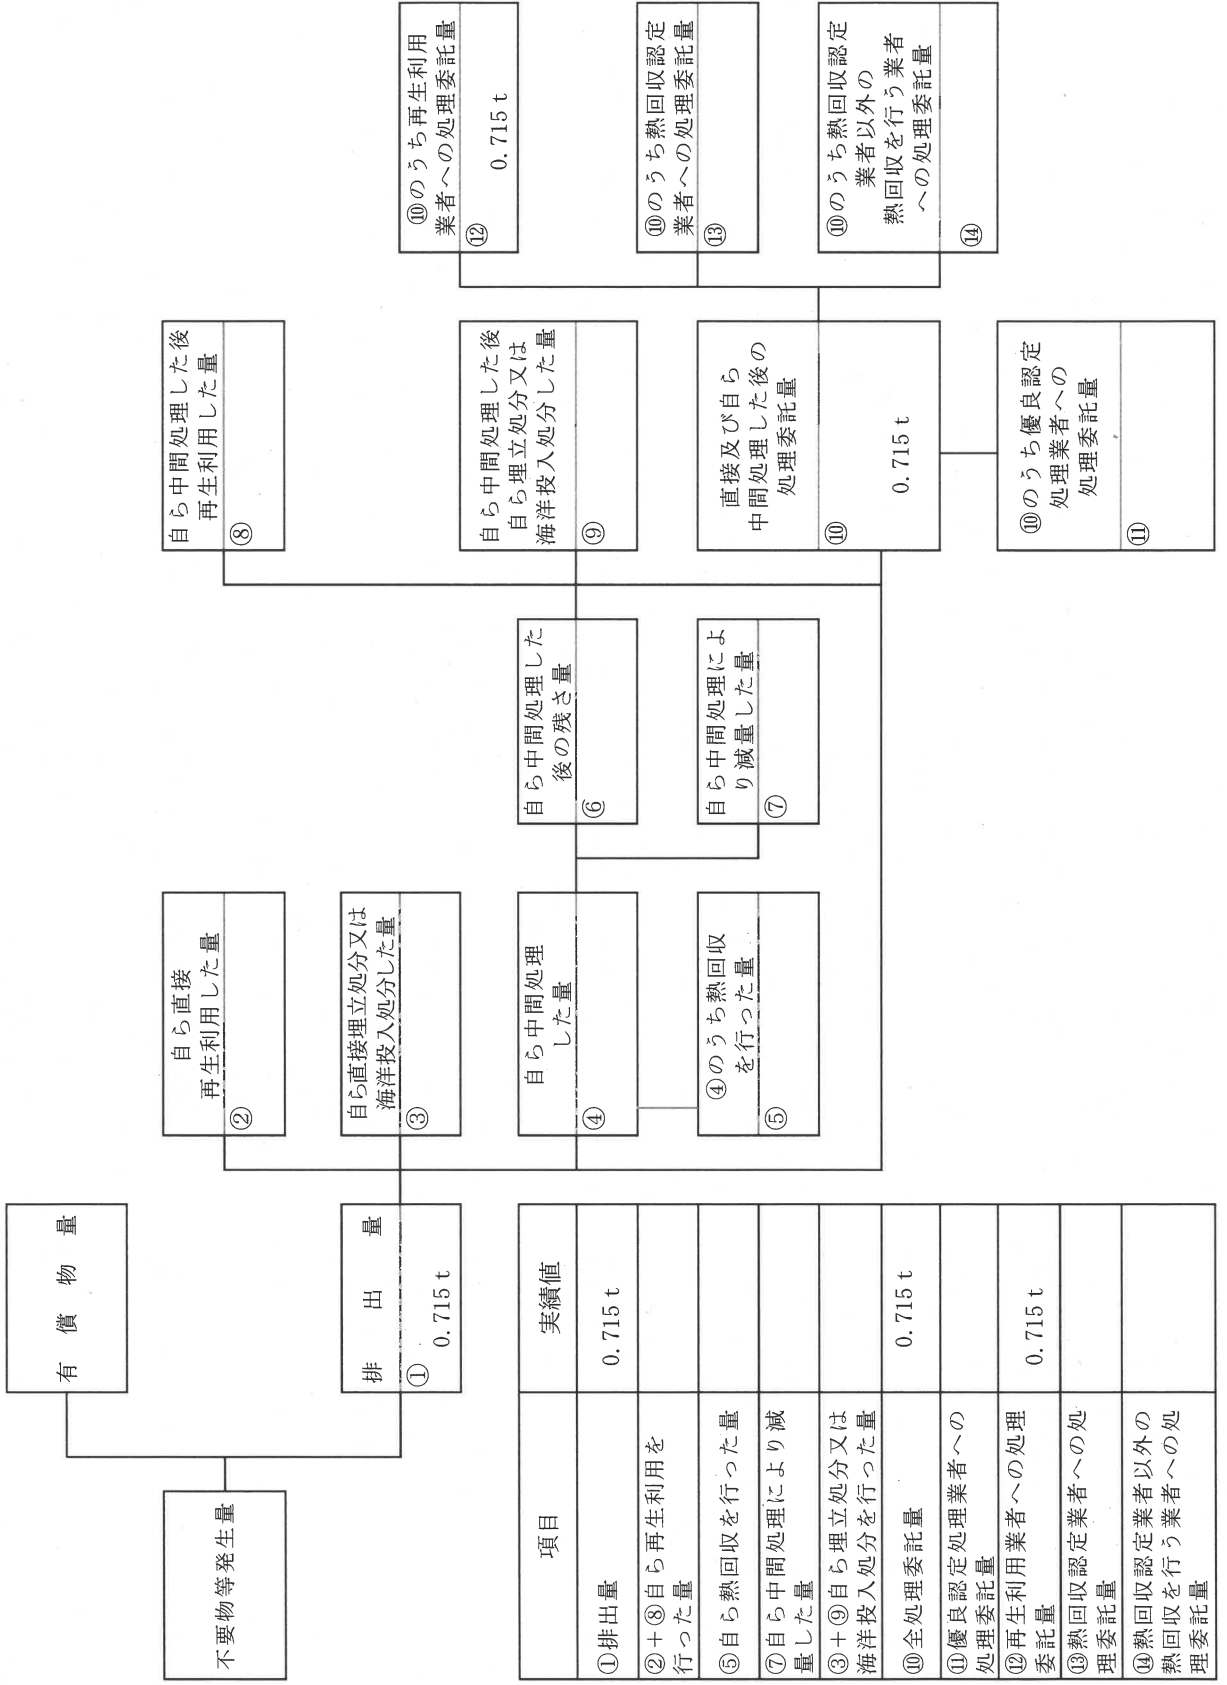 不要物等発生量
有償物量
排出量
①
0.715t
自ら直接
再生利用した量
②
自ら直接埋立処分又は
海洋投入処分した量
③
自ら中間処理
した量
④
④のうち熱回収
を行った量
⑤
自ら中間処理した
後の残さ量
⑥
自ら中間処理によ
り減量した量
⑦
自ら中間処理した後
再生利用した量
⑧
自ら中間処理した後
自ら埋立処分又は
海洋投入処分した量
⑨
直接及び自ら
中間処理した後の
処理委託量
⑩
0.715t
⑩のうち優良認定
処理業者への
処理委託量
⑪
⑩のうち再生利用
業者への処理委託量
⑫
0.715t
⑩のうち熱回収認定
業者への処理委託量
⑬
⑩のうち熱回収認定
業者以外の
熱回収を行う業者
への処理委託量
⑭
項目 実績値
①排出量 0.715t
②+⑧自ら再生利用を
行った量
⑤自ら熱回収を行った量
⑦自ら中間処理により減
量した量
③+⑨自ら埋立処分又は
海洋投入処分を行った量
⑩全処理委託量 0.715t
⑪優良認定処理業者への
処理委託量
⑫再生利用業者への処理
委託量 0.715t
⑬熱回収認定業者への処
理委託量
⑭熱回収認定業者以外の
熱回収を行う業者への処
理委託量